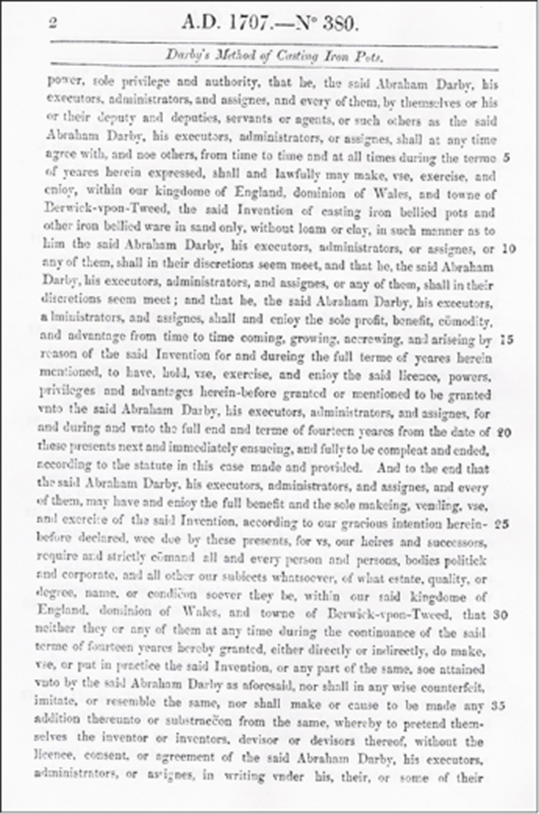 2 A.D. 1707.—Nº 380.
Darby's Method of Casting Iron Pots.
power, sole privilege and authority, that he, the said Abraham Darby, his
executors, administrators, and assignes, and every of them, by themselves or his
or their deputy and deputies, servants or agents, or such others as the said
Abraham Darby, his executors, administrators, or assignes, shall at any time
agree with, and noe others, from time to time and at all times during the terme 5
of yeares herein expressed, shall and lawfully may make, vse, exercise, and
enioy, within our kingdome of England, dominion of Wales, and towne of
Berwick-vpon-Tweed, the said Invention of casting iron bellied pots and
other iron bellied ware in sand only, without loam or clay, in such manner as to
him the said Abraham Darby, his executors, administrators, or assignes, or 10
any of them, shall in their discretions seem meet, and that he, the said Abraham
Darby, his executors, administrators, and assignes, or any of them, shall in their
discretions seem meet; and that he, the said Abraham Darby, his executors,
administrators, and assignes, shall and enioy the sole profit, benefit, cõmodity,
and advantage from time to time coming, growing, accrewing, and ariseing by 15
reason of the said Invention for and dureing the full terme of yeares herein
mentioned, to have, hold, vse, exercise, and enioy the said licence, powers,
privileges and advantages herein-before granted or mentioned to be granted
vnto the said Abraham Darby, his executors, administrators, and assignes, for
and during and vnto the full end and terme of fourteen yeares from the date of 20
these presents next and immediately ensueing, and fully to be compleat and ended,
according to the statute in this case made and provided. And to the end that
the said Abraham Darby, his executors, administrators, and assignes, and every
of them, may have and enioy the full benefit and the sole makeing, vending, vse,
and exercise of the said Invention, according to our gracious intention herein- 25
before declared, wee due by these presents, for vs, our heires and successors,
require and strictly cõmand all and every person and persons, bodies politick
and corporate, and all other our subiects whatsoever, of what estate, quality, or
degree, name, or condic̃on soever they be, within our said kingdome of
England, dominion of Wales, and towne of Berwick-vpon-Tweed, that 30
neither they or any of them at any time during the continuance of the said
terme of fourteen yeares hereby granted, either directly or indirectly, do make,
vse, or put in practice the said Invention, or any part of the same, soe attained
vnto by the said Abraham Darby as aforesaid, nor shall in any wise counterfeit,
imitate, or resemble the same, nor shall make or cause to be made any 35
addition thereunto or substracc̃on from the same, whereby to pretend them-
selves the inventor or inventors, devisor or devisors thereof, without the
licence, consent, or agreement of the said Abraham Darby, his executors,
administrators, or assignes, in writing vnder his, their, or some of their